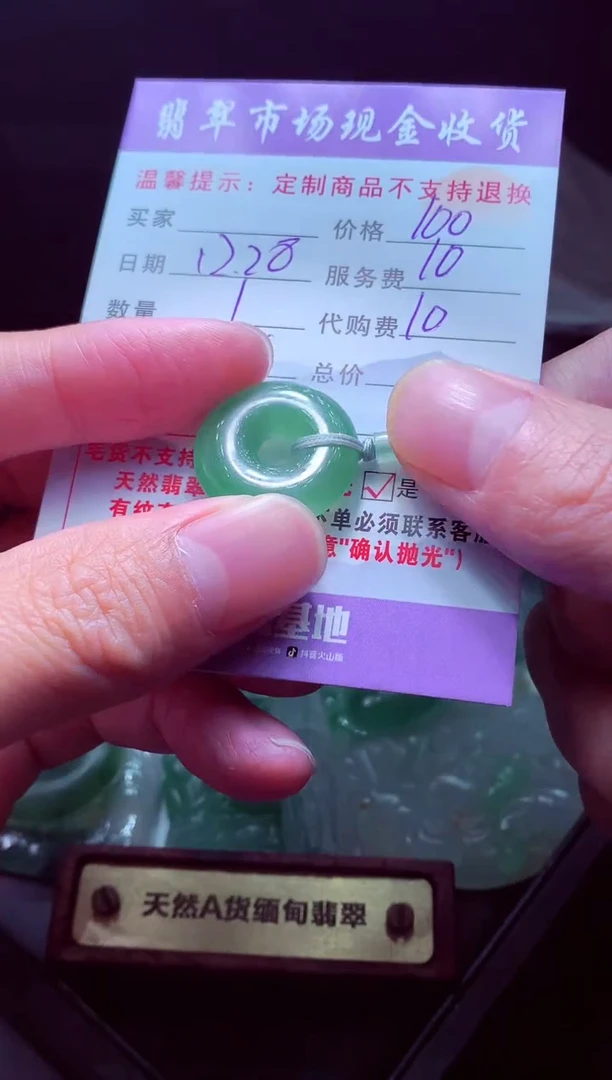 翡翠市场现金收货
温馨提示：定制商品不支持退换
买家 价格 100
日期 12.28 服务费 10
数量 1 代购费 10
总价
毛货不支持
天然翡翠 是
有纹 单必须联系客服
"确认抛光")
基地
抖音火山版
天然A货缅甸翡翠